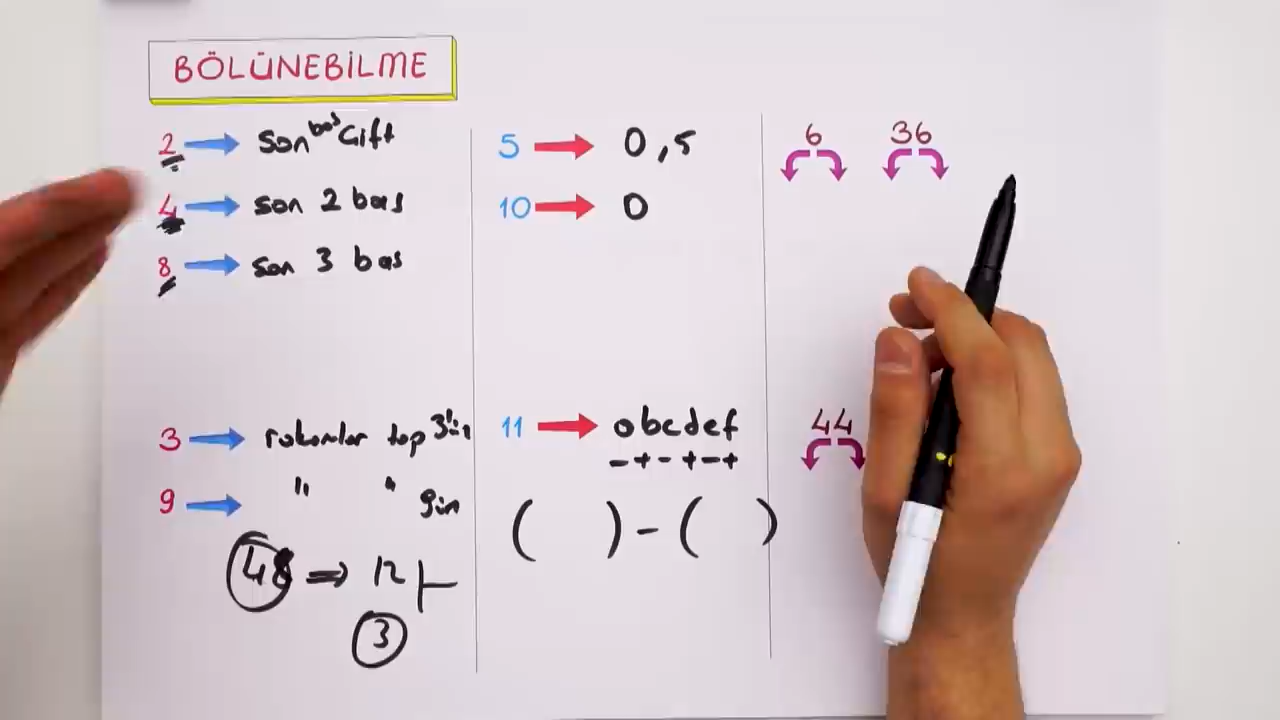 BÖLÜNEBİLME
2 → son bas Çift
4 → son 2 bas
8 → son 3 bas
3 → rakamlar top 3'ün
9 → " " 9'un
48 ⇒ 12
3
5 → 0, 5
10 → 0
11 → abcdef
-+-+-+
( ) - ( )
6 36
44